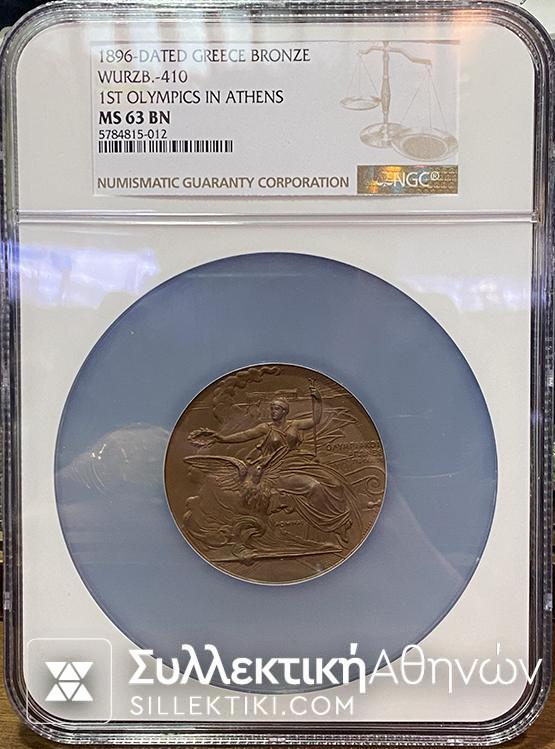 1896-DATED GREECE BRONZE
WURZB.-410
1ST OLYMPICS IN ATHENS
MS 63 BN
5784815-012
NUMISMATIC GUARANTY CORPORATION
NGC®
ΣυλλεκτικήΑθηνών
SILLEKTIKI.COM